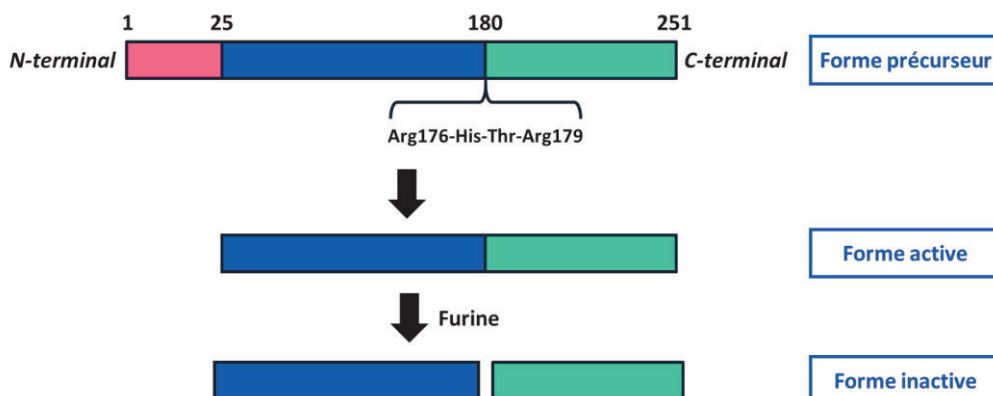 1 25 180 251
N-terminal C-terminal Forme précurseur
Arg176-His-Thr-Arg179
Forme active
Furine
Forme inactive